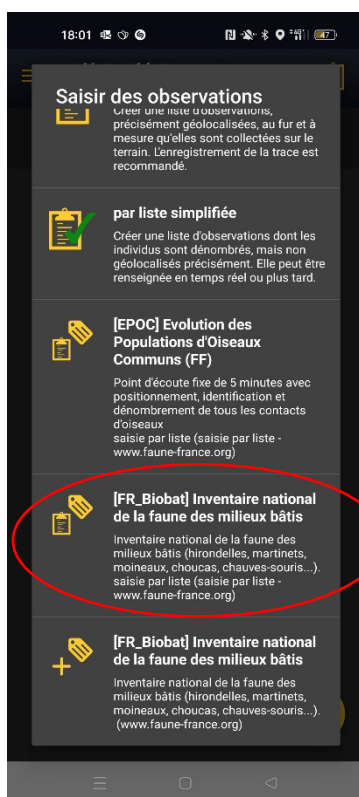 18:01
47
Saisir des observations
Créer une liste d'observations,
précisément géolocalisées, au fur et à
mesure qu'elles sont collectées sur le
terrain. L'enregistrement de la trace est
recommandé.
par liste simplifiée
Créer une liste d'observations dont les
individus sont dénombrés, mais non
géolocalisés précisément. Elle peut être
renseignée en temps réel ou plus tard.
[EPOC] Evolution des
Populations d'Oiseaux
Communs (FF)
Point d'écoute fixe de 5 minutes avec
positionnement, identification et
dénombrement de tous les contacts
d'oiseaux
saisie par liste (saisie par liste -
www.faune-france.org)
[FR_Biobat] Inventaire national
de la faune des milieux bâtis
Inventaire national de la faune des
milieux bâtis (hirondelles, martinets,
moineaux, choucas, chauves-souris...).
saisie par liste (saisie par liste -
www.faune-france.org)
[FR_Biobat] Inventaire national
de la faune des milieux bâtis
Inventaire national de la faune des
milieux bâtis (hirondelles, martinets,
moineaux, choucas, chauves-souris...).
(www.faune-france.org)